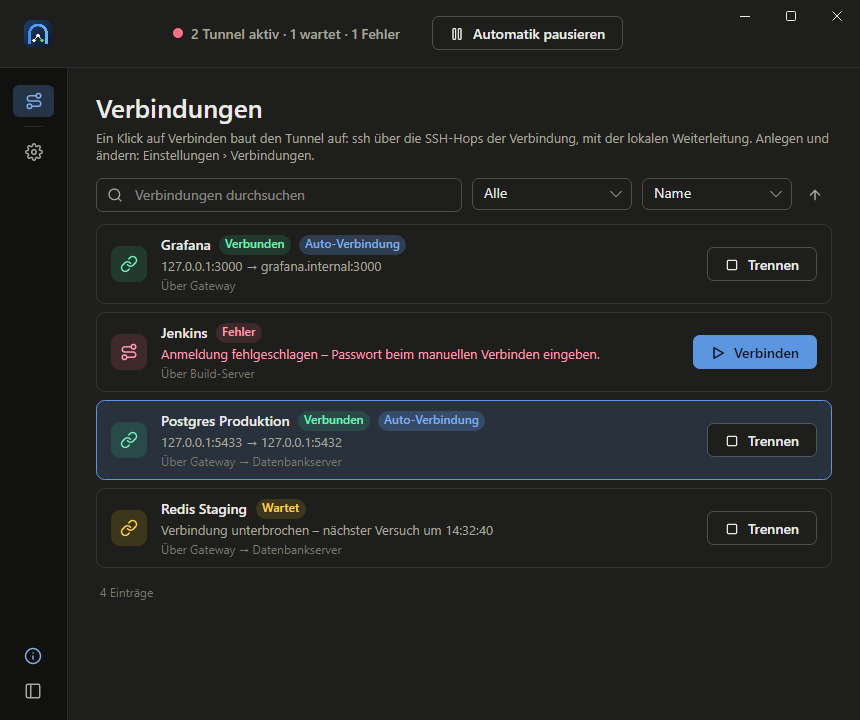 2 Tunnel aktiv · 1 wartet · 1 Fehler
Automatik pausieren
Verbindungen
Ein Klick auf Verbinden baut den Tunnel auf: ssh über die SSH-Hops der Verbindung, mit der lokalen Weiterleitung. Anlegen und
ändern: Einstellungen › Verbindungen.
Verbindungen durchsuchen
Alle
Name
Grafana Verbunden Auto-Verbindung
127.0.0.1:3000 → grafana.internal:3000
Über Gateway
Trennen
Jenkins Fehler
Anmeldung fehlgeschlagen – Passwort beim manuellen Verbinden eingeben.
Über Build-Server
Verbinden
Postgres Produktion Verbunden Auto-Verbindung
127.0.0.1:5433 → 127.0.0.1:5432
Über Gateway → Datenbankserver
Trennen
Redis Staging Wartet
Verbindung unterbrochen – nächster Versuch um 14:32:40
Über Gateway → Datenbankserver
Trennen
4 Einträge